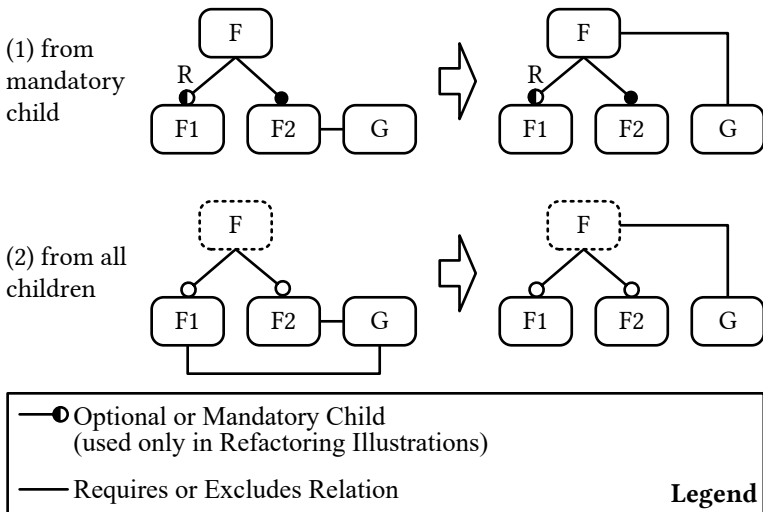 (1) from
mandatory
child
F
R
F1
F2
G
F
R
F1
F2
G
(2) from all
children
F
F1
F2
G
F
F1
F2
G
Optional or Mandatory Child
(used only in Refactoring Illustrations)
Requires or Excludes Relation
Legend